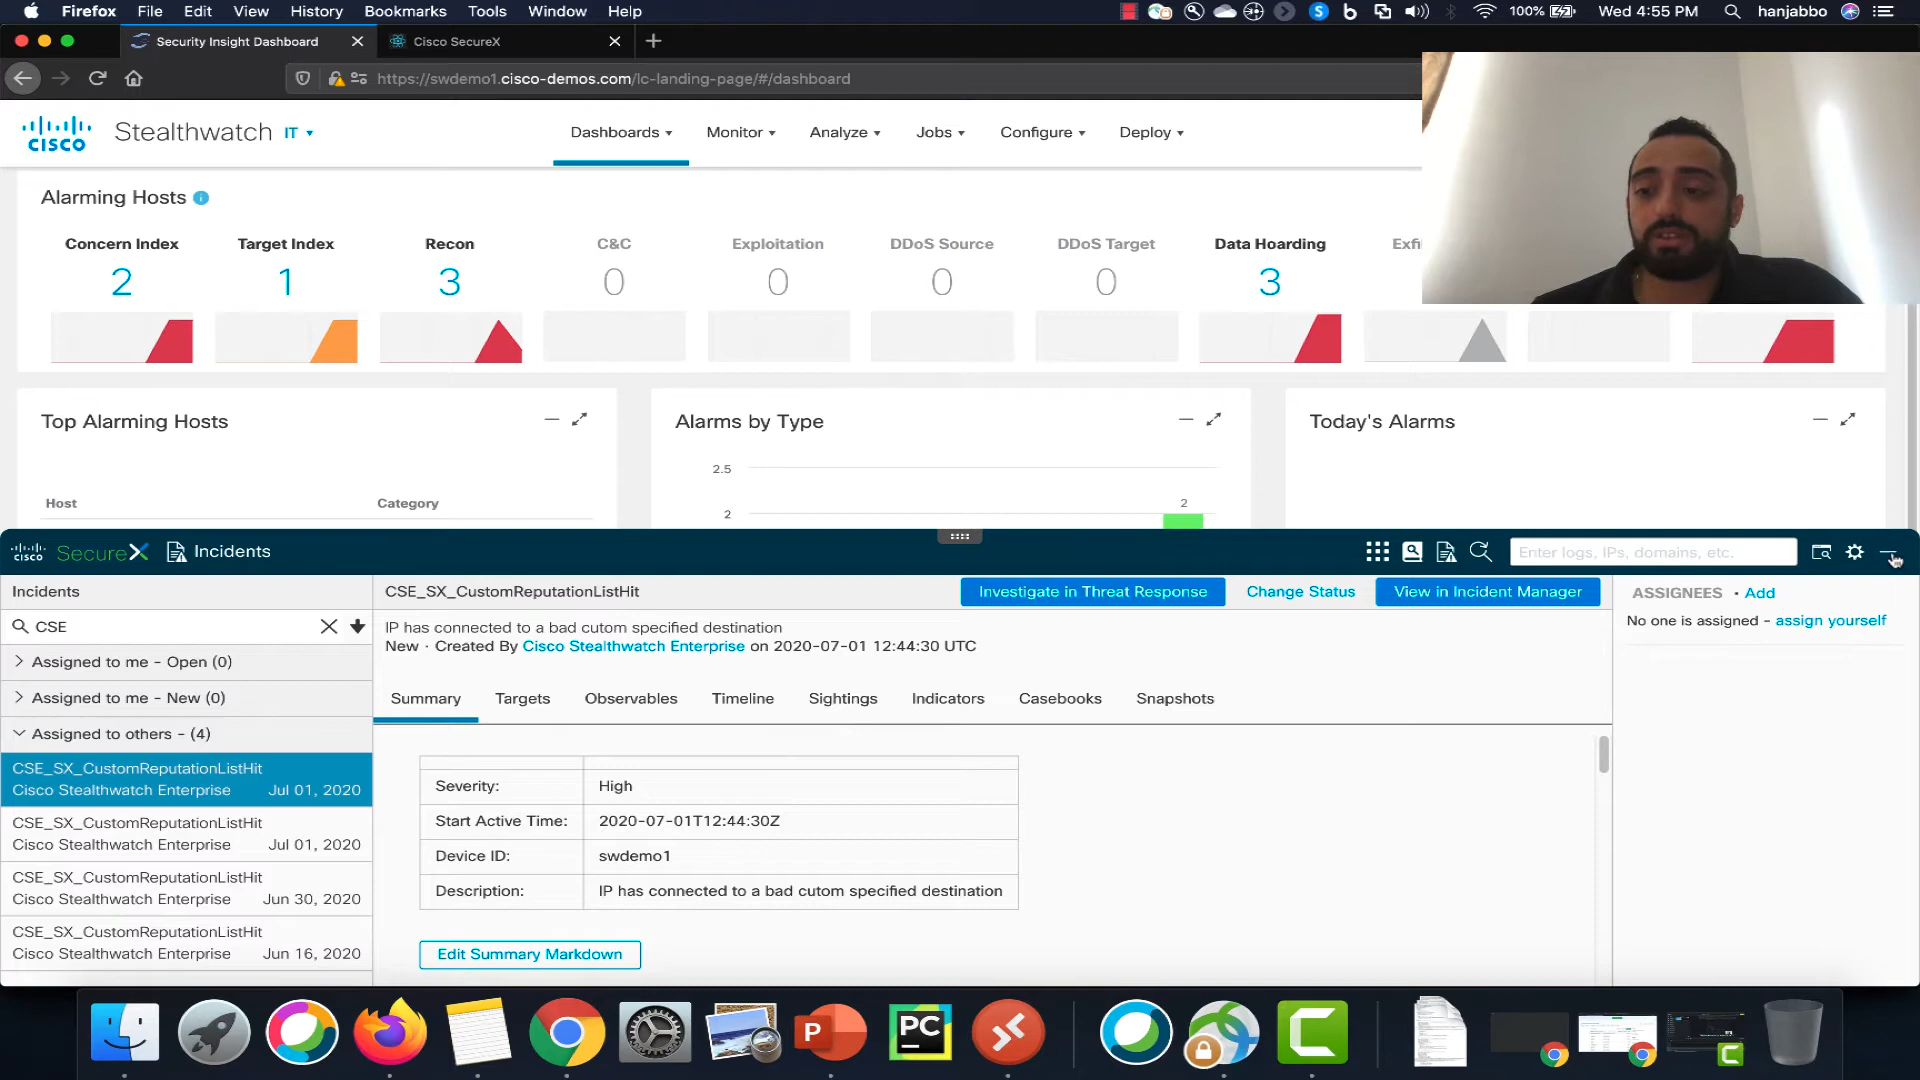 Firefox File Edit View History Bookmarks Tools Window Help 100% Wed 4:55 PM hanjabbo
Security Insight Dashboard Cisco SecureX
https://swdemo1.cisco-demos.com/lc-landing-page/#/dashboard
cisco Stealthwatch IT Dashboards Monitor Analyze Jobs Configure Deploy
Alarming Hosts
Concern Index Target Index Recon C&C Exploitation DDoS Source DDoS Target Data Hoarding Exfi
2 1 3 0 0 0 0 3
Top Alarming Hosts Alarms by Type Today's Alarms
2.5
Host Category 2
2
cisco SecureX Incidents Enter logs, IPs, domains, etc.
Incidents
CSE
Assigned to me - Open (0)
Assigned to me - New (0)
Assigned to others - (4)
CSE_SX_CustomReputationListHit
Cisco Stealthwatch Enterprise Jul 01, 2020
CSE_SX_CustomReputationListHit
Cisco Stealthwatch Enterprise Jul 01, 2020
CSE_SX_CustomReputationListHit
Cisco Stealthwatch Enterprise Jun 30, 2020
CSE_SX_CustomReputationListHit
Cisco Stealthwatch Enterprise Jun 16, 2020
CSE_SX_CustomReputationListHit Investigate in Threat Response Change Status View in Incident Manager
IP has connected to a bad cutom specified destination
New · Created By Cisco Stealthwatch Enterprise on 2020-07-01 12:44:30 UTC
Summary Targets Observables Timeline Sightings Indicators Casebooks Snapshots
Severity: High
Start Active Time: 2020-07-01T12:44:30Z
Device ID: swdemo1
Description: IP has connected to a bad cutom specified destination
Edit Summary Markdown
ASSIGNEES · Add
No one is assigned - assign yourself
P PC C
C